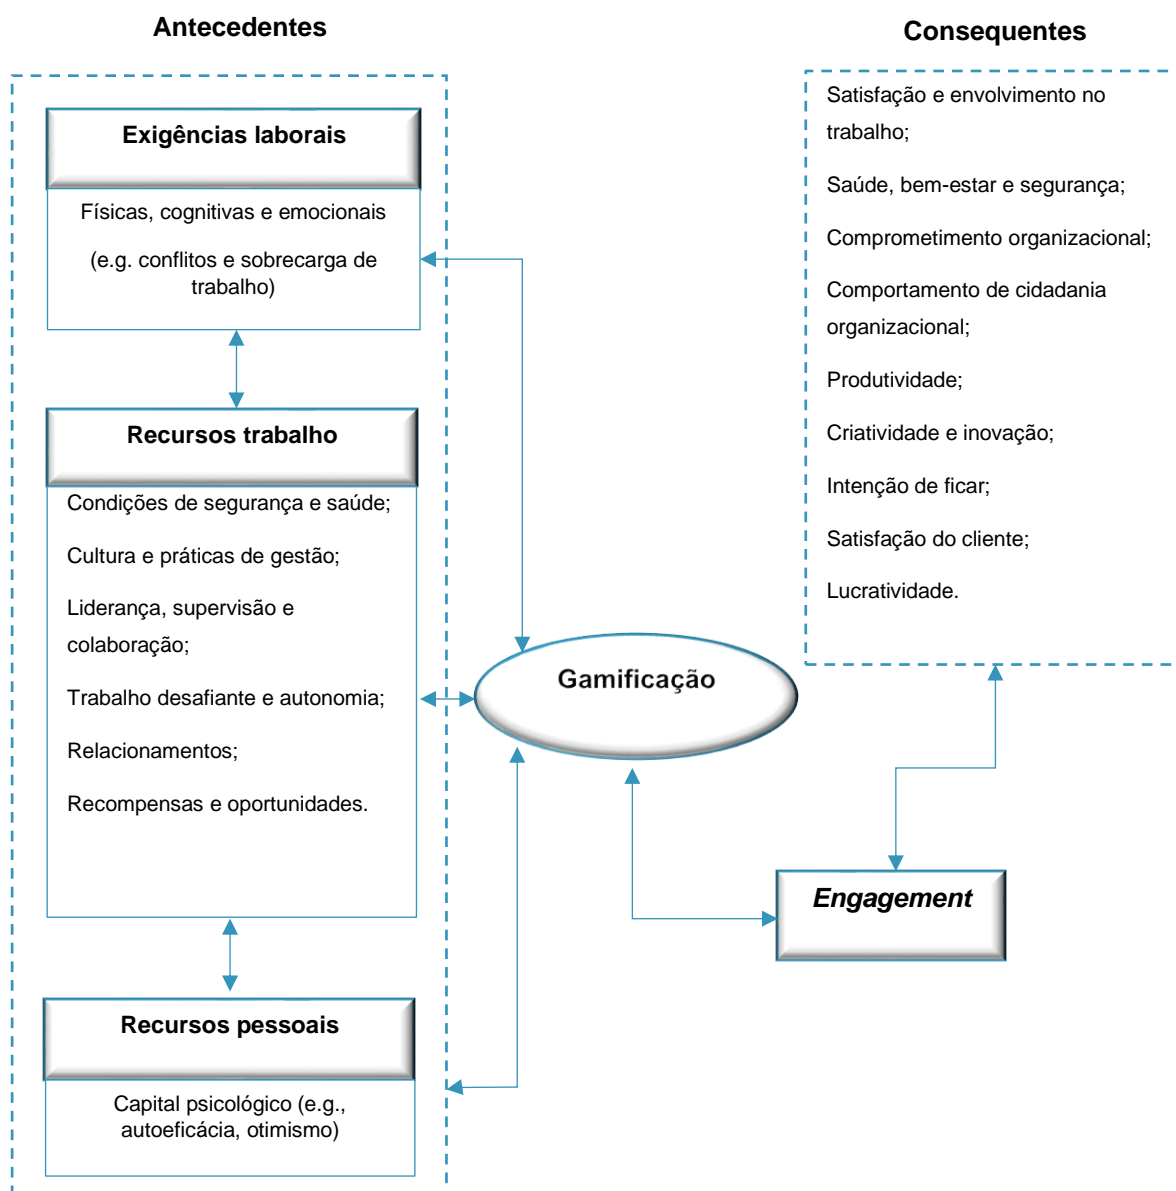 Antecedentes
Exigências laborais
Físicas, cognitivas e emocionais
(e.g. conflitos e sobrecarga de
trabalho)
Recursos trabalho
Condições de segurança e saúde;
Cultura e práticas de gestão;
Liderança, supervisão e
colaboração;
Trabalho desafiante e autonomia;
Relacionamentos;
Recompensas e oportunidades.
Recursos pessoais
Capital psicológico (e.g.,
autoeficácia, otimismo)
Gamificação
Engagement
Consequentes
Satisfação e envolvimento no
trabalho;
Saúde, bem-estar e segurança;
Comprometimento organizacional;
Comportamento de cidadania
organizacional;
Produtividade;
Criatividade e inovação;
Intenção de ficar;
Satisfação do cliente;
Lucratividade.